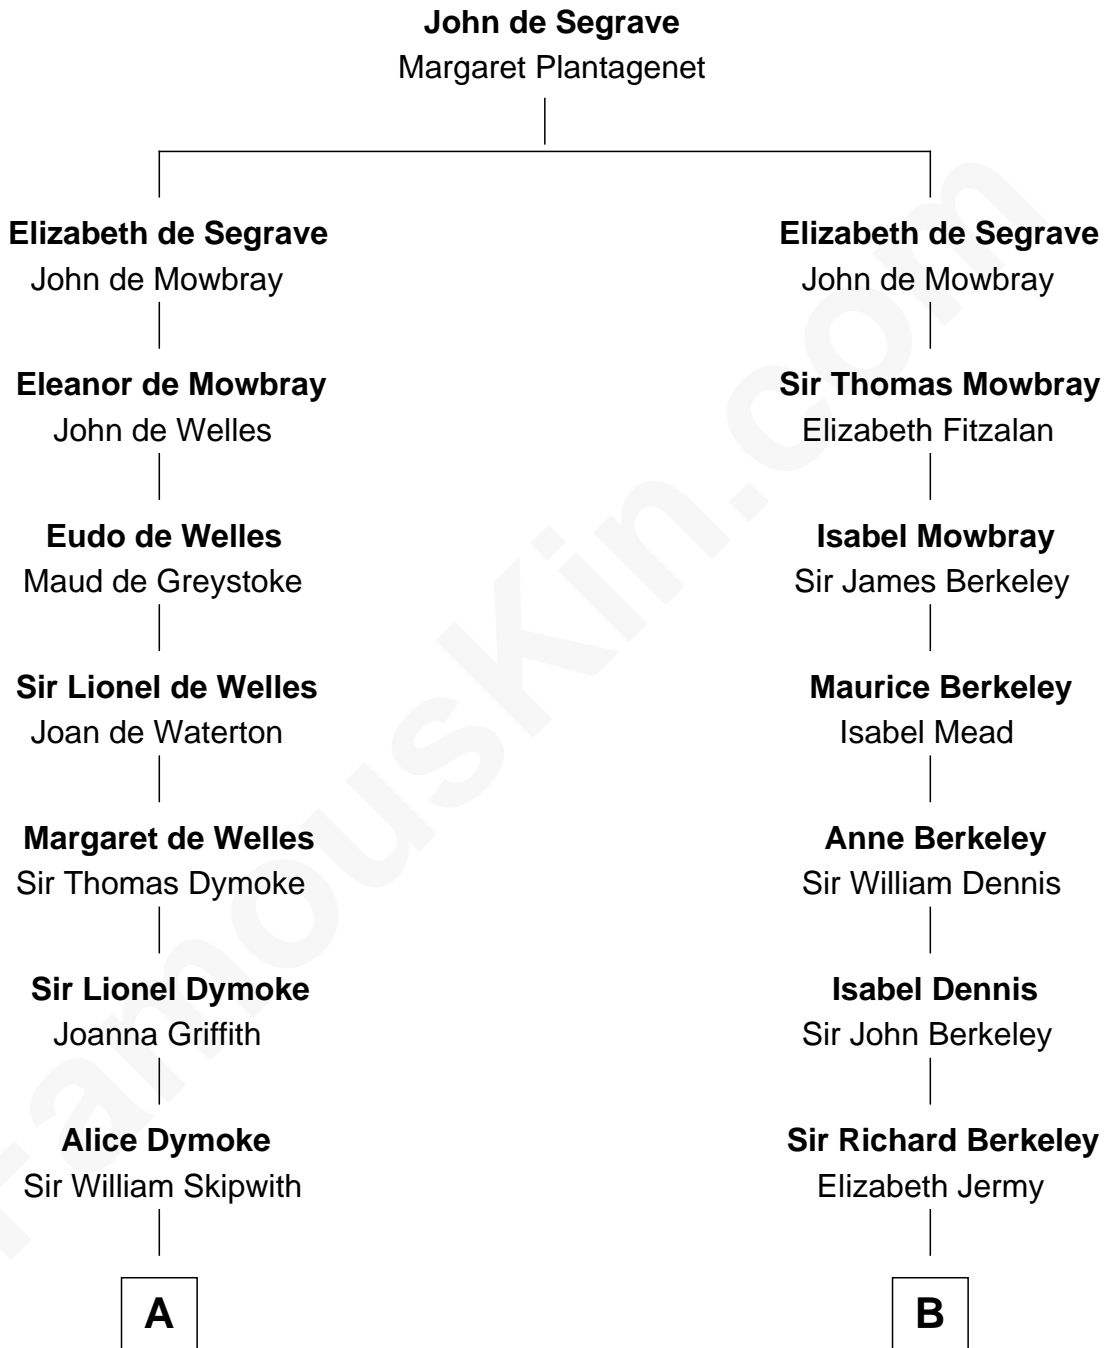 John de Segrave
Margaret Plantagenet
Elizabeth de Segrave
John de Mowbray
Elizabeth de Segrave
John de Mowbray
Eleanor de Mowbray
John de Welles
Sir Thomas Mowbray
Elizabeth Fitzalan
Eudo de Welles
Maud de Greystoke
Isabel Mowbray
Sir James Berkeley
Sir Lionel de Welles
Joan de Waterton
Maurice Berkeley
Isabel Mead
Margaret de Welles
Sir Thomas Dymoke
Anne Berkeley
Sir William Dennis
Sir Lionel Dymoke
Joanna Griffith
Isabel Dennis
Sir John Berkeley
Alice Dymoke
Sir William Skipwith
Sir Richard Berkeley
Elizabeth Jermy
A
B
FamousKin.com